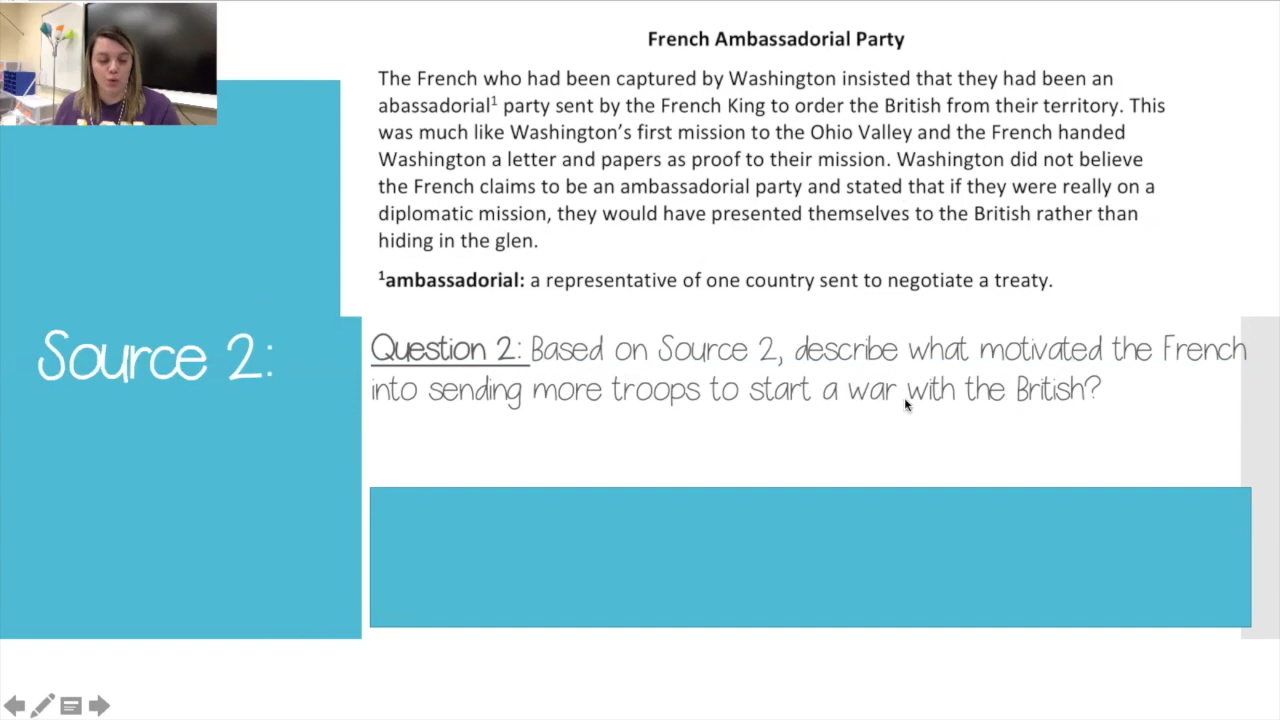 French Ambassadorial Party
The French who had been captured by Washington insisted that they had been an
abassadorial¹ party sent by the French King to order the British from their territory. This
was much like Washington's first mission to the Ohio Valley and the French handed
Washington a letter and papers as proof to their mission. Washington did not believe
the French claims to be an ambassadorial party and stated that if they were really on a
diplomatic mission, they would have presented themselves to the British rather than
hiding in the glen.
¹ambassadorial: a representative of one country sent to negotiate a treaty.
Source 2:
Question 2: Based on Source 2, describe what motivated the French
into sending more troops to start a war with the British?